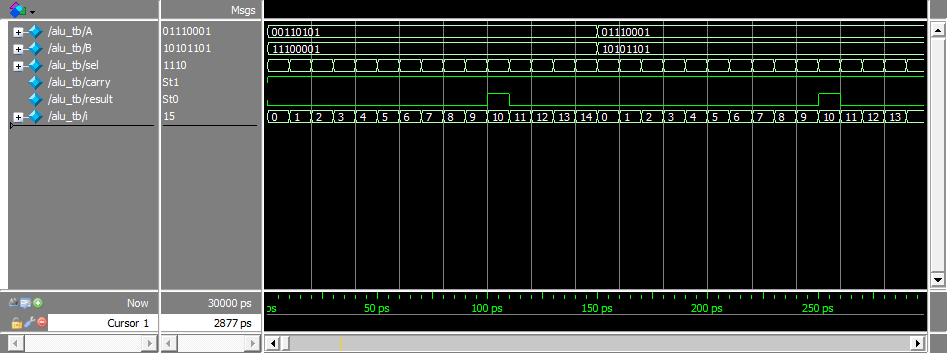 Msgs
/alu_tb/A 01110001 00110101 01110001
/alu_tb/B 10101101 11100001 10101101
/alu_tb/sel 1110
/alu_tb/carry St1
/alu_tb/result St0
/alu_tb/i 15 0 1 2 3 4 5 6 7 8 9 10 11 12 13 14 0 1 2 3 4 5 6 7 8 9 10 11 12 13
Now 30000 ps ps 50 ps 100 ps 150 ps 200 ps 250 ps
Cursor 1 2877 ps